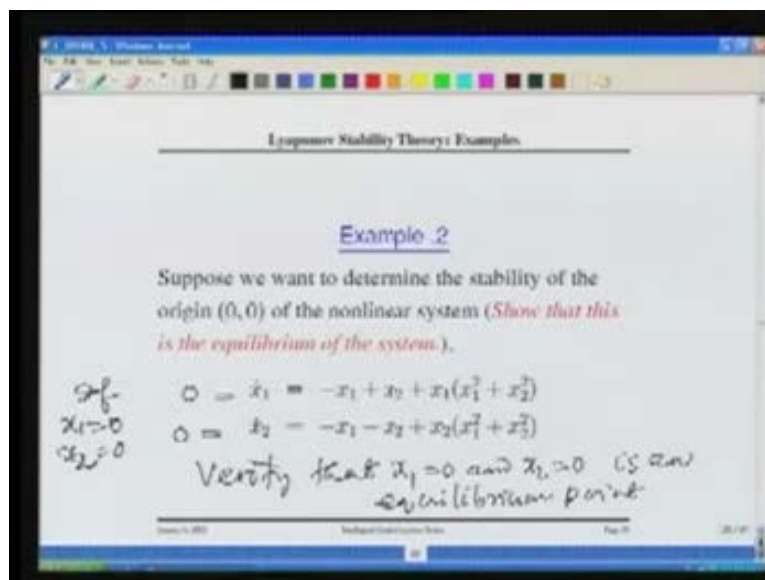 Windows Journal
Lyapunov Stability Theory: Examples
Example 2
Suppose we want to determine the stability of the
origin (0, 0) of the nonlinear system (Show that this
is the equilibrium of the system.).
If 0 = ẋ₁ = −x₁ + x₂ + x₁(x₁² + x₂²)
x₁=0
x₂=0 0 = ẋ₂ = −x₁ − x₂ + x₂(x₁² + x₂²)
Verify that x₁=0 and x₂=0 is an
equilibrium point